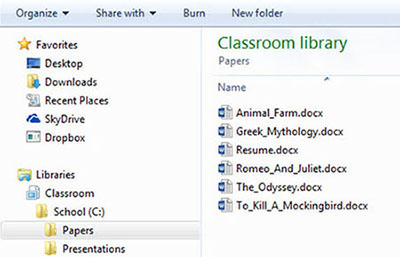 Organize Share with Burn New folder
Favorites
Desktop
Downloads
Recent Places
SkyDrive
Dropbox
Libraries
Classroom
School (C:)
Papers
Presentations
Classroom library
Papers
Name
Animal_Farm.docx
Greek_Mythology.docx
Resume.docx
Romeo_And_Juliet.docx
The_Odyssey.docx
To_Kill_A_Mockingbird.docx